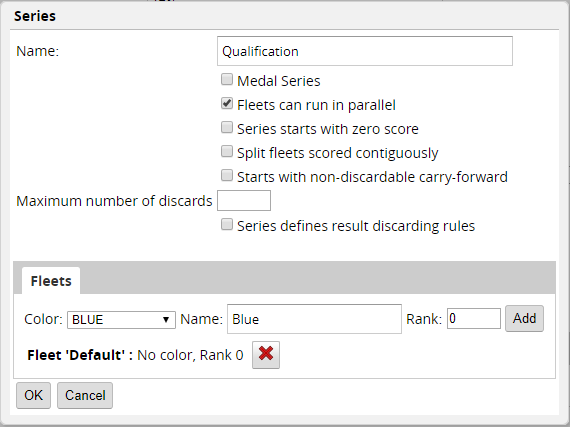 Series
Name: Qualification
Medal Series
Fleets can run in parallel
Series starts with zero score
Split fleets scored contiguously
Starts with non-discardable carry-forward
Maximum number of discards
Series defines result discarding rules
Fleets
Color: BLUE Name: Blue Rank: 0 Add
Fleet 'Default' : No color, Rank 0
OK Cancel